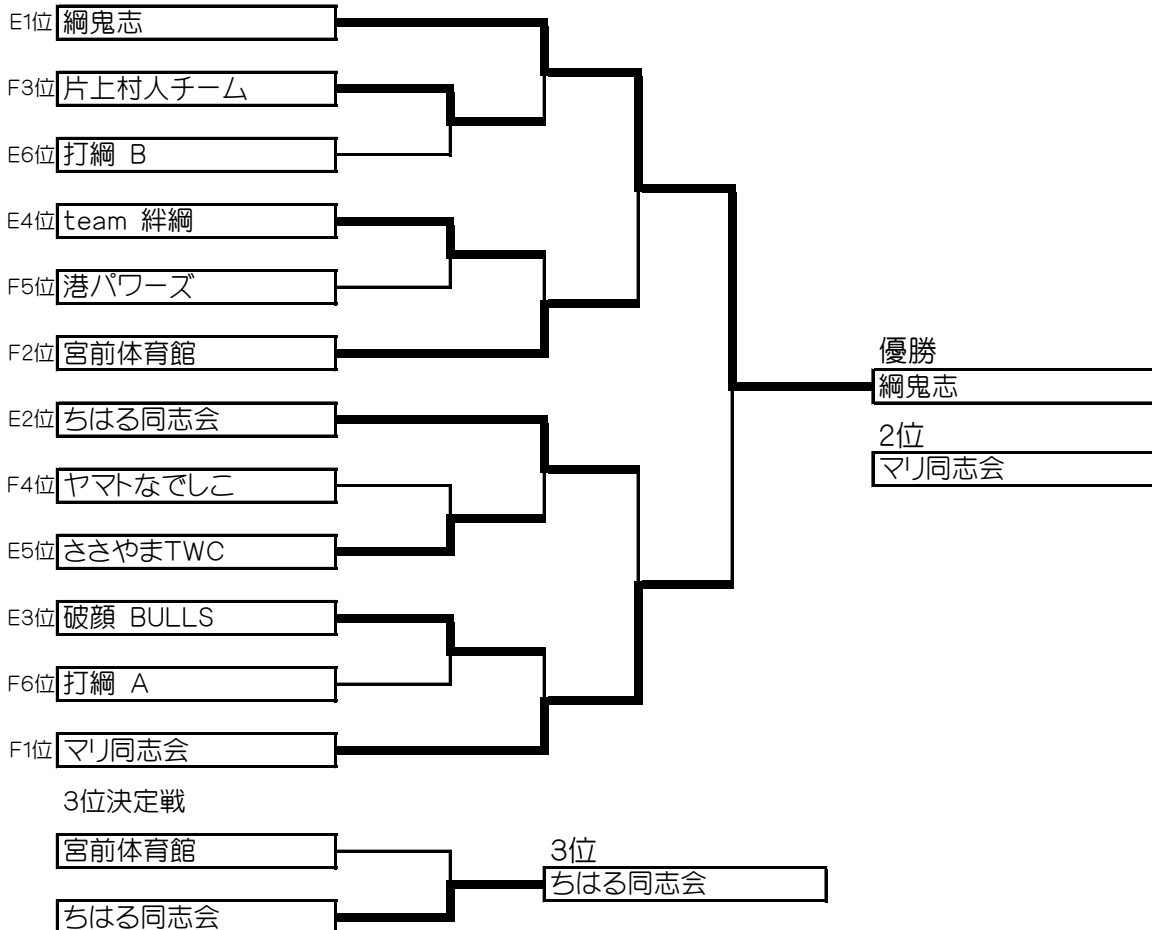 E1位 綱鬼志
F3位 片上村人チーム
E6位 打綱 B
E4位 team 絆綱
F5位 港パワーズ
F2位 宮前体育館
E2位 ちはる同志会
F4位 ヤマトなでしこ
E5位 ささやまTWC
E3位 破顔 BULLS
F6位 打綱 A
F1位 マリ同志会
優勝
綱鬼志
2位
マリ同志会
3位決定戦
宮前体育館
ちはる同志会
3位
ちはる同志会